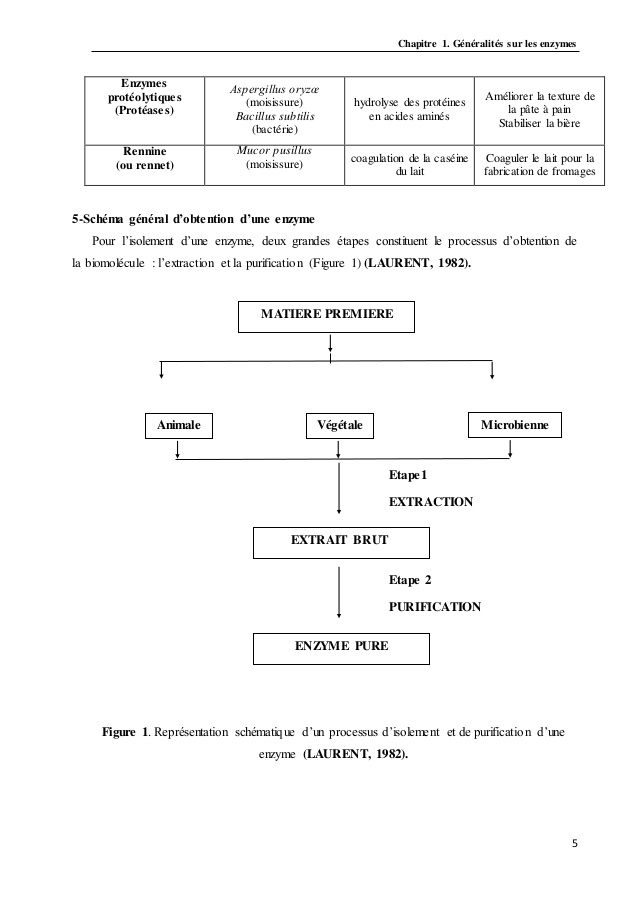 Chapitre 1. Généralités sur les enzymes
Enzymes
protéolytiques
(Protéases)
Aspergillus oryzæ
(moisissure)
Bacillus subtilis
(bactérie)
hydrolyse des protéines
en acides aminés
Améliorer la texture de
la pâte à pain
Stabiliser la bière
Rennine
(ou rennet)
Mucor pusillus
(moisissure)
coagulation de la caséine
du lait
Coaguler le lait pour la
fabrication de fromages
5-Schéma général d’obtention d’une enzyme
Pour l’isolement d’une enzyme, deux grandes étapes constituent le processus d’obtention de
la biomolécule : l’extraction et la purification (Figure 1) (LAURENT, 1982).
MATIERE PREMIERE
Animale Végétale Microbienne
Etape1
EXTRACTION
EXTRAIT BRUT
Etape 2
PURIFICATION
ENZYME PURE
Figure 1. Représentation schématique d’un processus d’isolement et de purification d’une
enzyme (LAURENT, 1982).
5